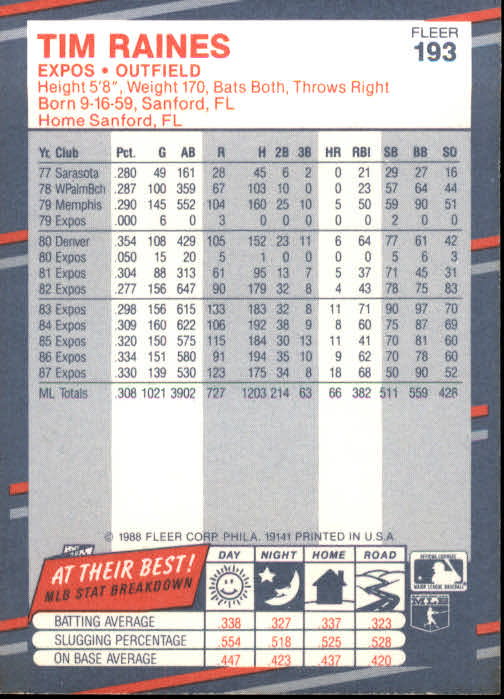 TIM RAINES
EXPOS • OUTFIELD
Height 5'8", Weight 170, Bats Both, Throws Right
Born 9-16-59, Sanford, FL
Home Sanford, FL
FLEER
193
Yr. Club Pct. G AB R H 2B 3B HR RBI SB BB SO
77 Sarasota .280 49 161 28 45 6 2 0 21 29 27 16
78 WPalmBch .287 100 359 67 103 10 0 0 23 57 64 44
79 Memphis .290 145 552 104 160 25 10 5 50 59 90 51
79 Expos .000 6 0 3 0 0 0 0 0 2 0 0
80 Denver .354 108 429 105 152 23 11 6 64 77 61 42
80 Expos .050 15 20 5 1 0 0 0 0 5 6 3
81 Expos .304 88 313 61 95 13 7 5 37 71 45 31
82 Expos .277 156 647 90 179 32 8 4 43 78 75 83
83 Expos .298 156 615 133 183 32 8 11 71 90 97 70
84 Expos .309 160 622 106 192 38 9 8 60 75 87 69
85 Expos .320 150 575 115 184 30 13 11 41 70 81 60
86 Expos .334 151 580 91 194 35 10 9 62 70 78 60
87 Expos .330 139 530 123 175 34 8 18 68 50 90 52
ML Totals .308 1021 3902 727 1203 214 63 66 382 511 559 428
© 1988 FLEER CORP. PHILA. 19141 PRINTED IN U.S.A.
AT THEIR BEST!
MLB STAT BREAKDOWN
DAY NIGHT HOME ROAD
BATTING AVERAGE .338 .327 .337 .323
SLUGGING PERCENTAGE .554 .518 .525 .528
ON BASE AVERAGE .447 .423 .437 .420
MAJOR LEAGUE BASEBALL